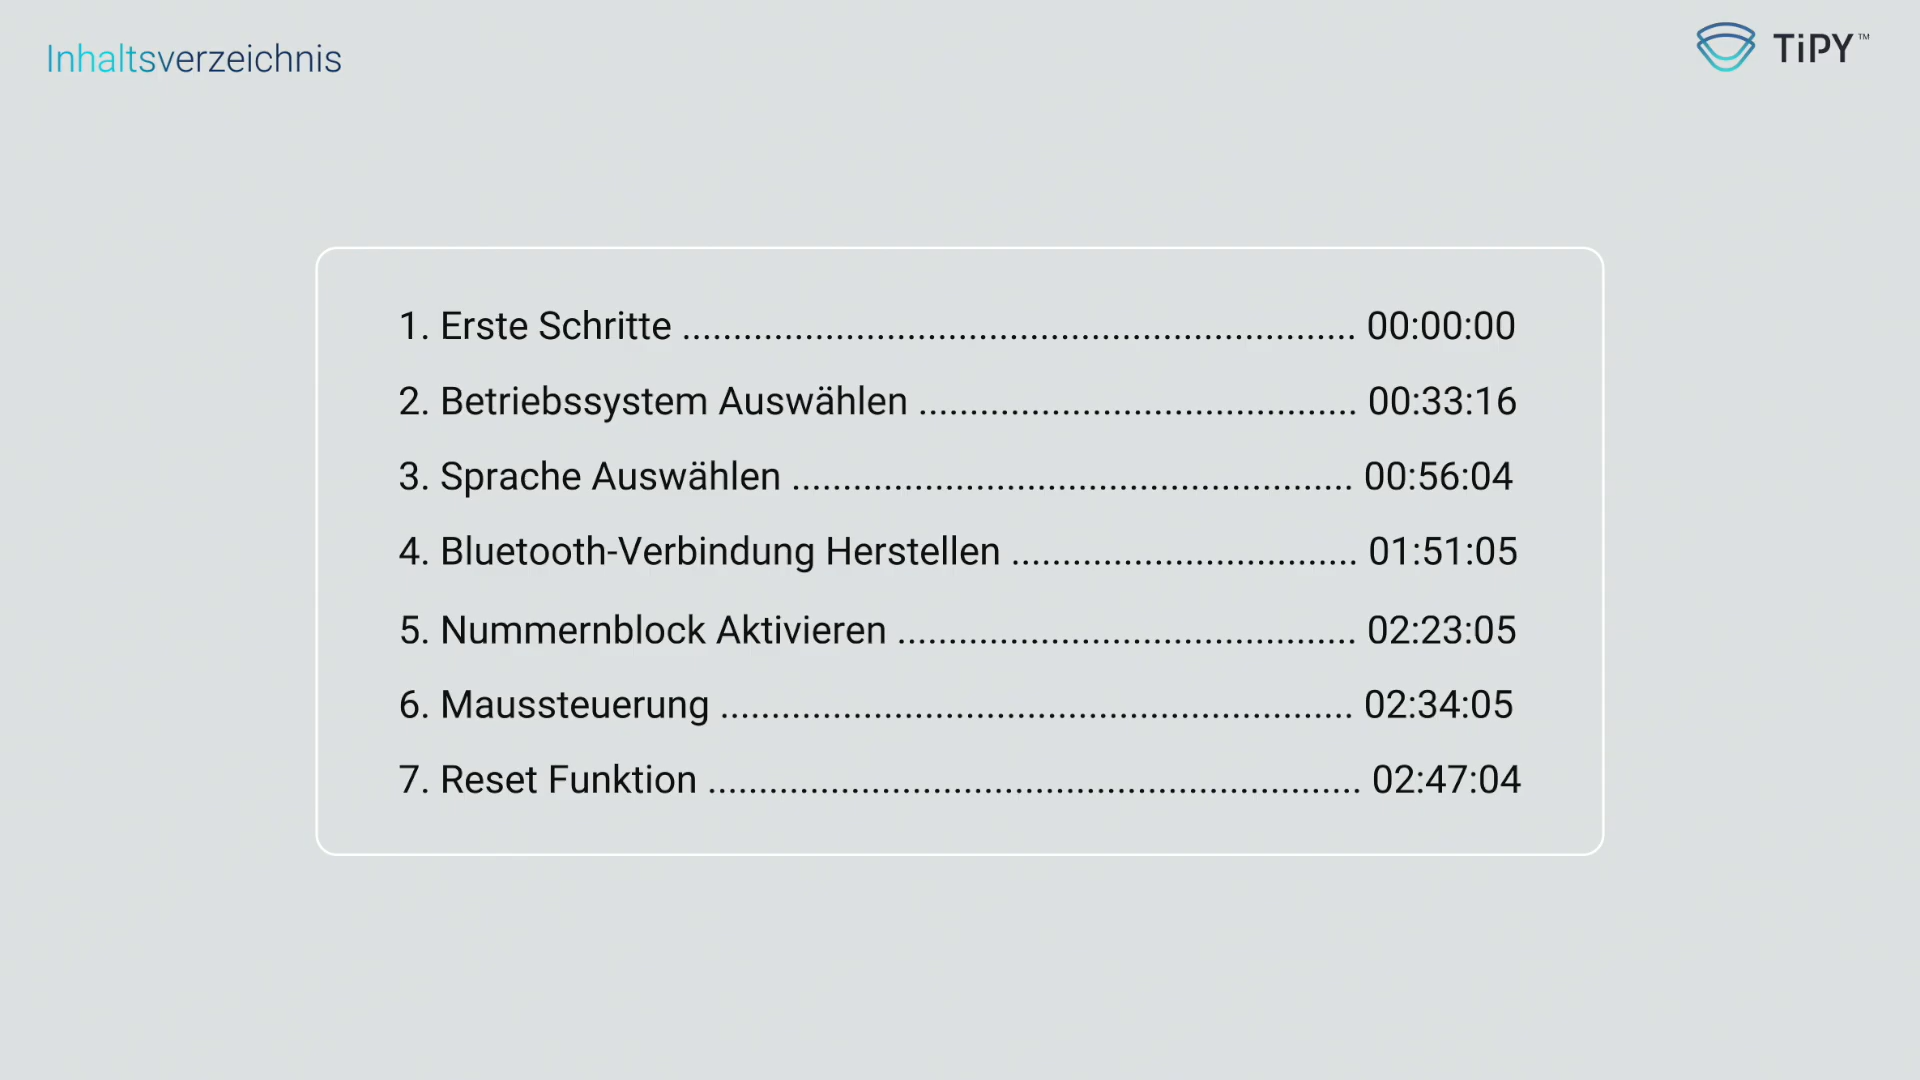 Inhaltsverzeichnis
TiPY™
1. Erste Schritte ................................................................ 00:00:00
2. Betriebssystem Auswählen .......................................... 00:33:16
3. Sprache Auswählen ...................................................... 00:56:04
4. Bluetooth-Verbindung Herstellen ................................. 01:51:05
5. Nummernblock Aktivieren ............................................ 02:23:05
6. Maussteuerung ............................................................. 02:34:05
7. Reset Funktion ............................................................... 02:47:04